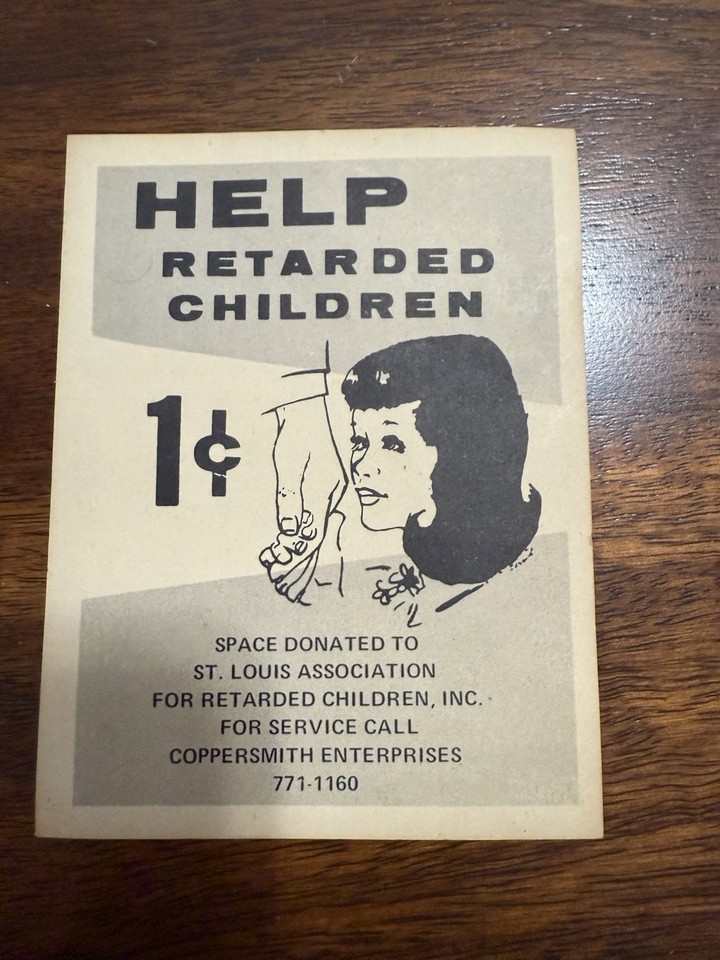 HELP
RETARDED
CHILDREN
1¢
SPACE DONATED TO
ST. LOUIS ASSOCIATION
FOR RETARDED CHILDREN, INC.
FOR SERVICE CALL
COPPERSMITH ENTERPRISES
771-1160